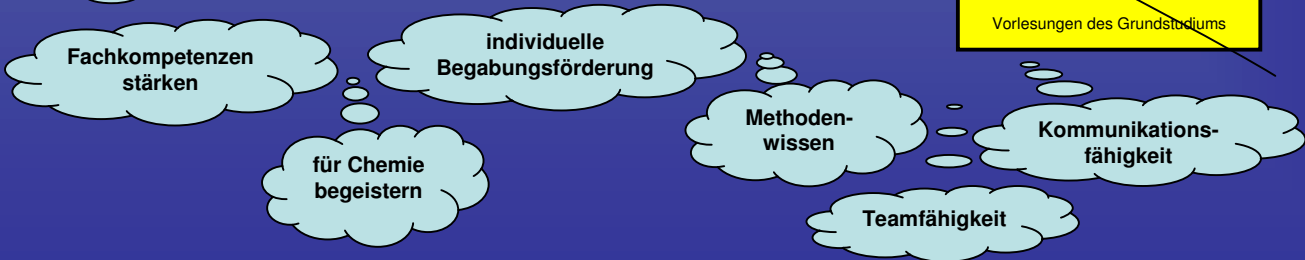 Vorlesungen des Grundstudiums
Fachkompetenzen
stärken
individuelle
Begabungsförderung
Methoden-
wissen
Kommunikations-
fähigkeit
für Chemie
begeistern
Teamfähigkeit